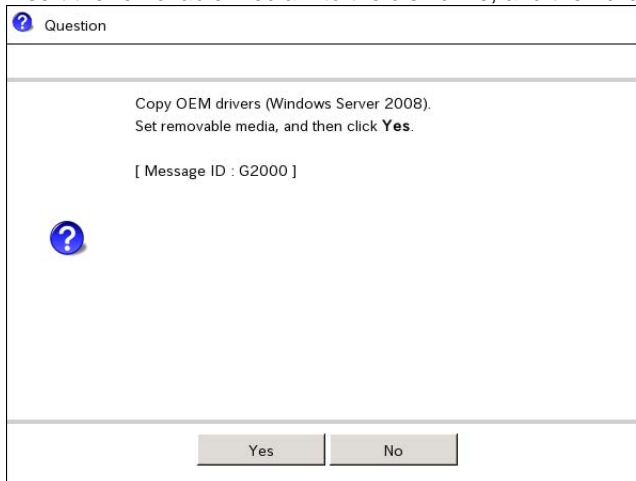 Question
Copy OEM drivers (Windows Server 2008).
Set removable media, and then click Yes.
[ Message ID : G2000 ]
Yes
No